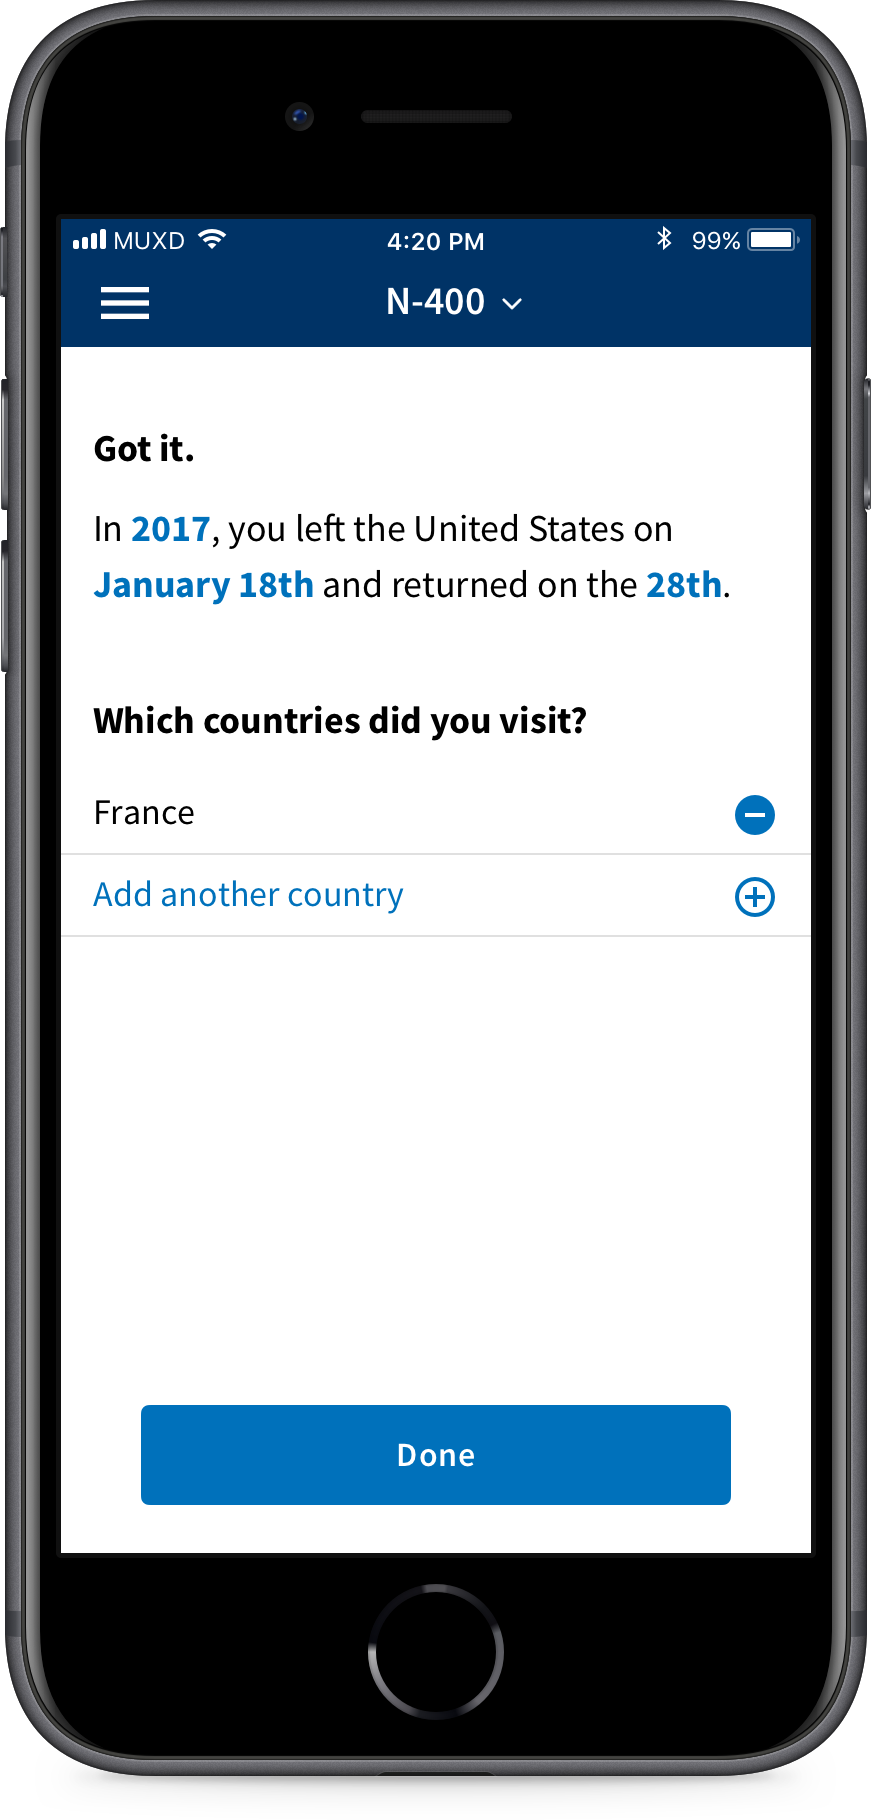 MUXD 4:20 PM 99%
N-400
Got it.
In 2017, you left the United States on
January 18th and returned on the 28th.
Which countries did you visit?
France
Add another country
Done